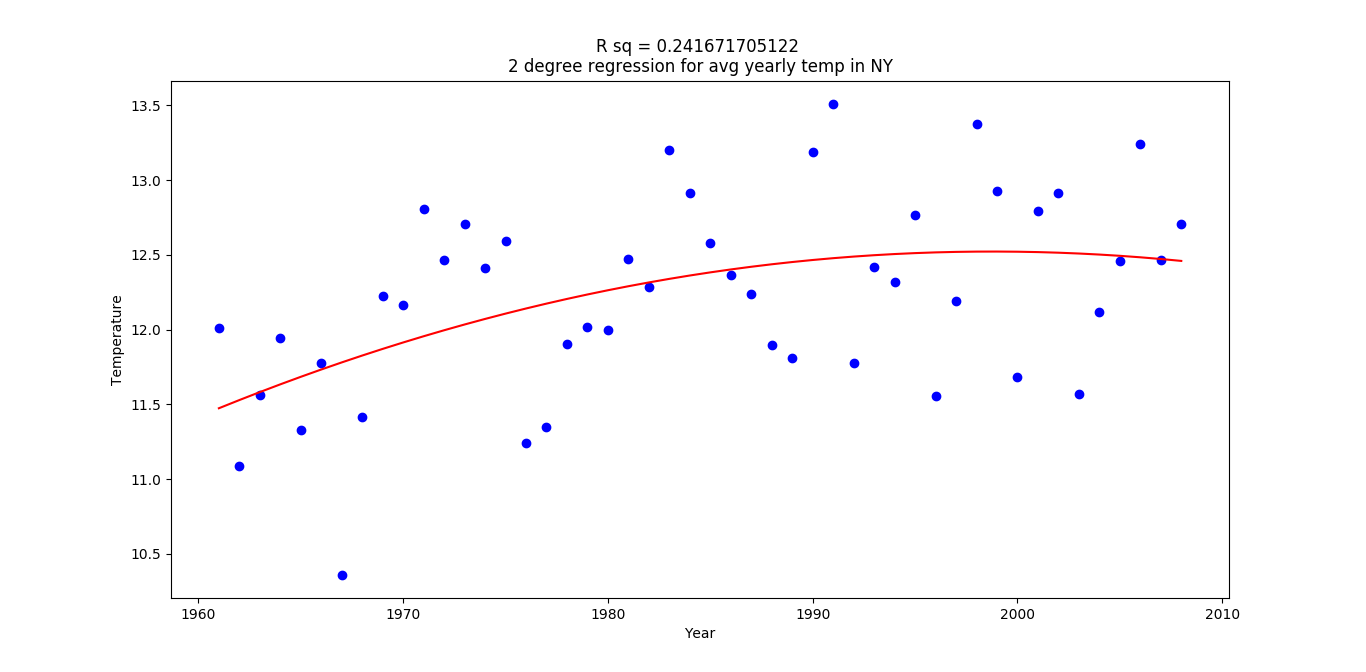 R sq = 0.241671705122
2 degree regression for avg yearly temp in NY
13.5
13.0
12.5
12.0
11.5
11.0
10.5
Temperature
1960 1970 1980 1990 2000 2010
Year